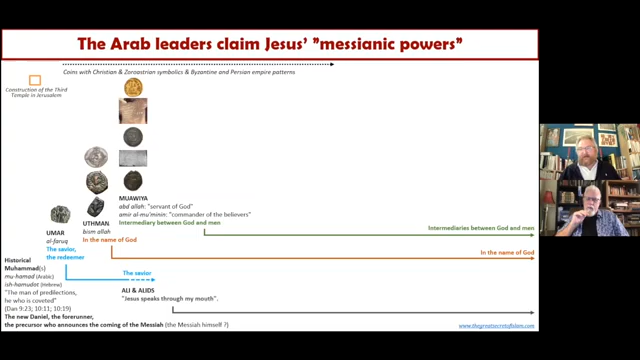 The Arab leaders claim Jesus' "messianic powers"
Coins with Christian & Zoroastrian symbolics & Byzantine and Persian empire patterns
Construction of the Third
Temple in Jerusalem
MUAWIYA
abd allah: "servant of God"
amir al-mu'minin: "commander of the believers"
Intermediary between God and men
Intermediaries between God and men
UTHMAN
bism allah
In the name of God
In the name of God
UMAR
al-faruq
The savior,
the redeemer
The savior
Historical
Muhammad(s)
mu-hamad (Arabic)
ish-hamudot (Hebrew)
"The man of predilections,
he who is coveted"
(Dan 9:23; 10:11; 10:19)
The new Daniel, the forerunner,
the precursor who announces the coming of the Messiah (the Messiah himself ?)
ALI & ALIDS
"Jesus speaks through my mouth".
www.thegreatsecretofislam.com